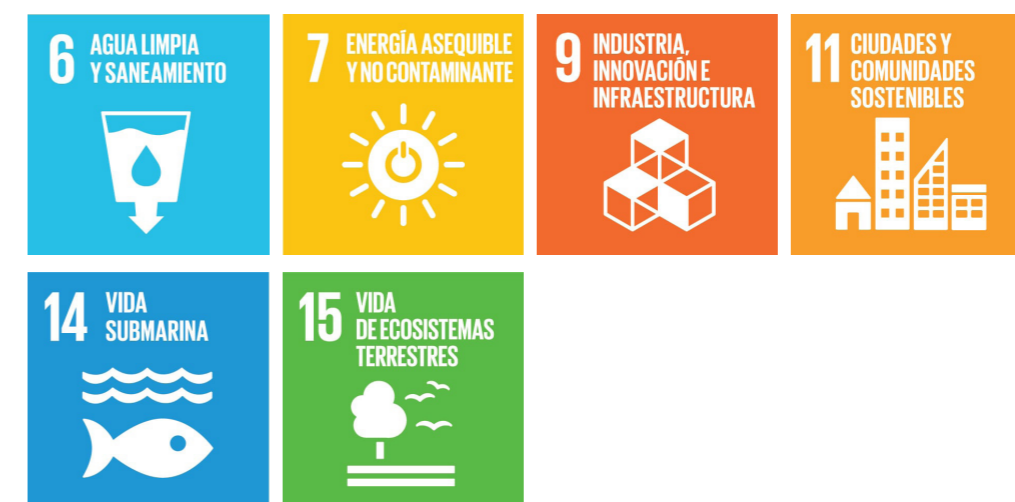 6 AGUA LIMPIA
Y SANEAMIENTO
7 ENERGÍA ASEQUIBLE
Y NO CONTAMINANTE
9 INDUSTRIA,
INNOVACIÓN E
INFRAESTRUCTURA
11 CIUDADES Y
COMUNIDADES
SOSTENIBLES
14 VIDA
SUBMARINA
15 VIDA
DE ECOSISTEMAS
TERRESTRES